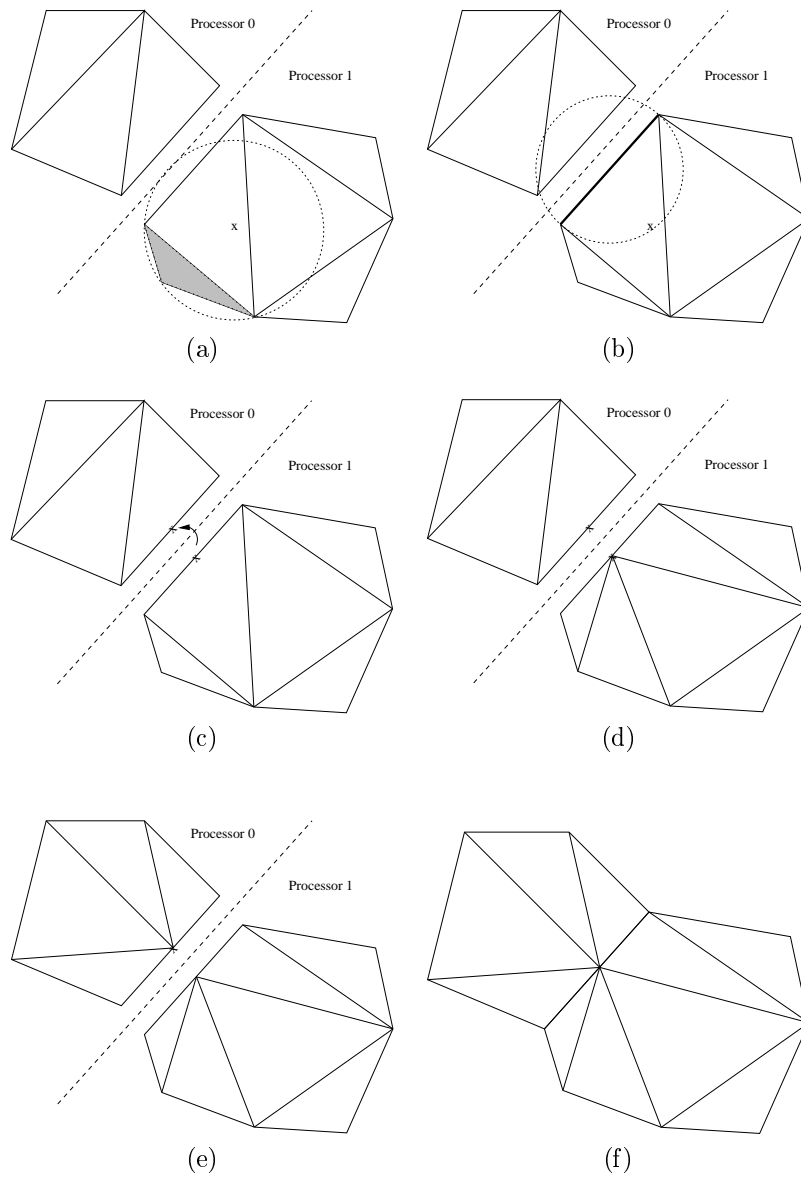 Processor 0
Processor 1
x
(a)
Processor 0
Processor 1
x
(b)
Processor 0
Processor 1
x
x
(c)
Processor 0
Processor 1
x
x
(d)
Processor 0
Processor 1
x
(e)
(f)